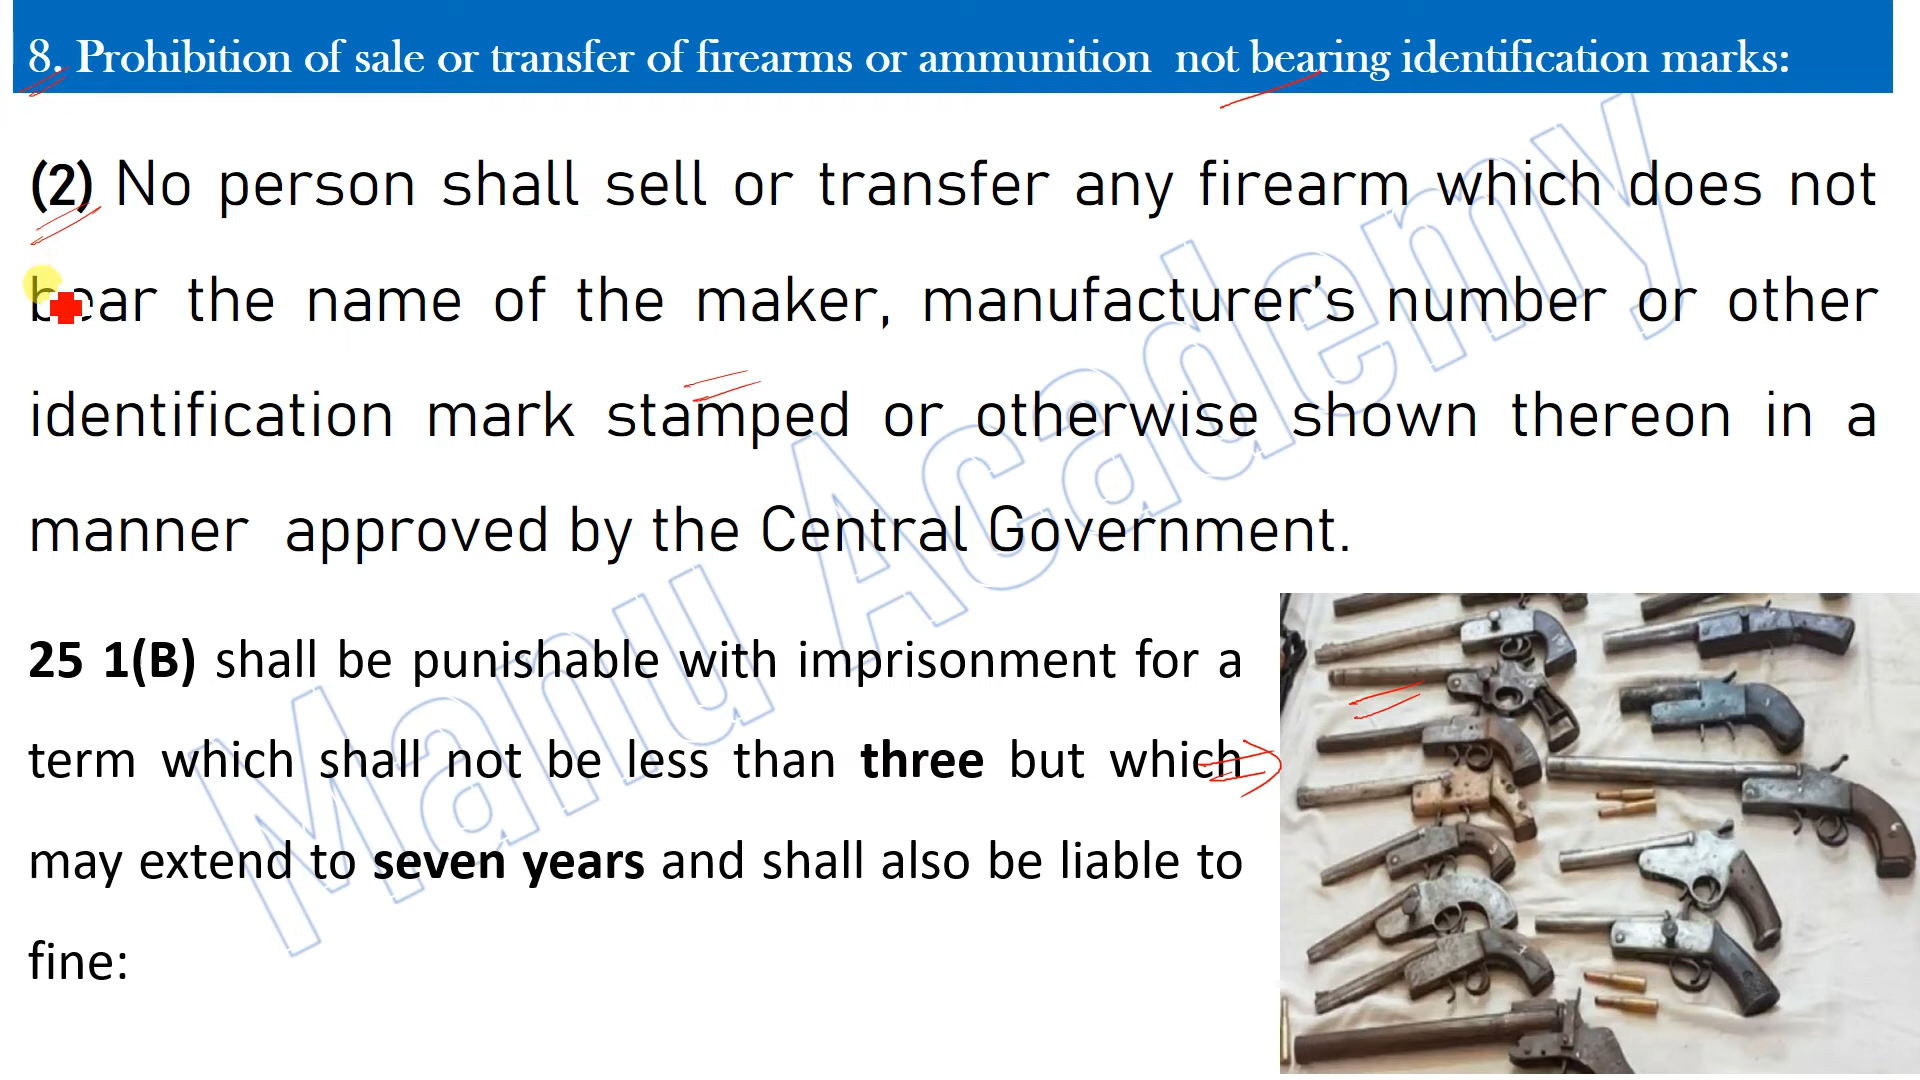 8. Prohibition of sale or transfer of firearms or ammunition not bearing identification marks:
(2) No person shall sell or transfer any firearm which does not
bear the name of the maker, manufacturer's number or other
identification mark stamped or otherwise shown thereon in a
manner approved by the Central Government.
25 1(B) shall be punishable with imprisonment for a
term which shall not be less than three but which
may extend to seven years and shall also be liable to
fine:
Manu Academy